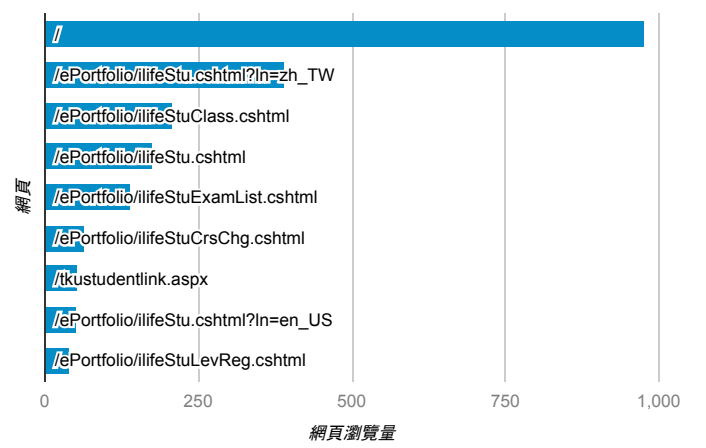 /
/ePortfolio/ilifeStu.cshtml?ln=zh_TW
/ePortfolio/ilifeStuClass.cshtml
/ePortfolio/ilifeStu.cshtml
/ePortfolio/ilifeStuExamList.cshtml
/ePortfolio/ilifeStuCrsChg.cshtml
/tkustudentlink.aspx
/ePortfolio/ilifeStu.cshtml?ln=en_US
/ePortfolio/ilifeStuLevReg.cshtml
網頁
0 250 500 750 1,000
網頁瀏覽量